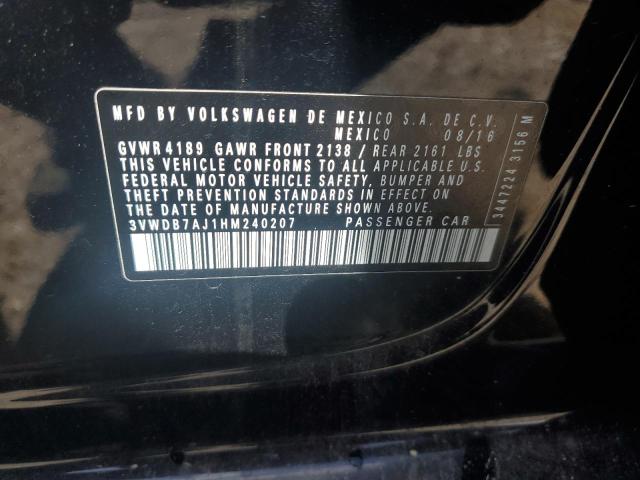 MFD BY VOLKSWAGEN DE MEXICO S.A. DE C.V.
MEXICO 08/16
GVWR 4189 GAWR FRONT 2138 / REAR 2161 LBS
THIS VEHICLE CONFORMS TO ALL APPLICABLE U.S.
FEDERAL MOTOR VEHICLE SAFETY, BUMPER AND
THEFT PREVENTION STANDARDS IN EFFECT ON
THE DATE OF MANUFACTURE SHOWN ABOVE.
3VWDB7AJ1HM240207 PASSENGER CAR
3447224 3156 M